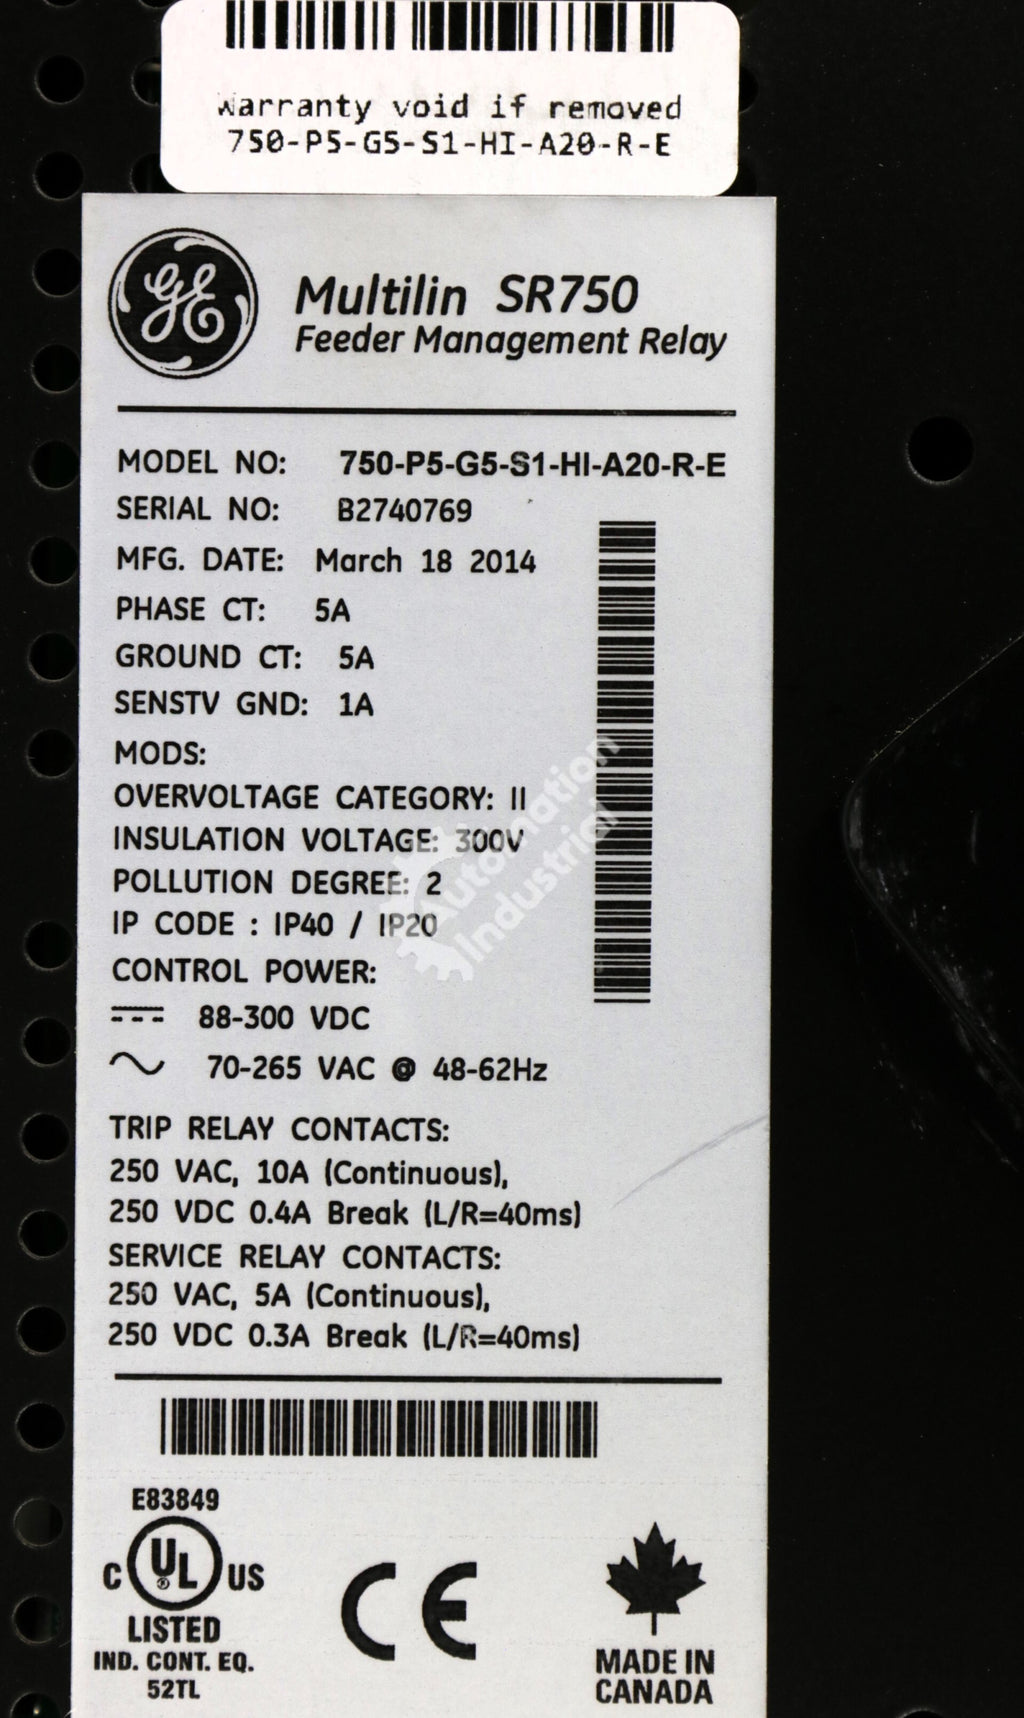 warranty void if removed
750-P5-G5-S1-HI-A20-R-E
GE
Multilin SR750
Feeder Management Relay
MODEL NO: 750-P5-G5-S1-HI-A20-R-E
SERIAL NO: B2740769
MFG. DATE: March 18 2014
PHASE CT: 5A
GROUND CT: 5A
SENSTV GND: 1A
MODS:
OVERVOLTAGE CATEGORY: II
INSULATION VOLTAGE: 300V
POLLUTION DEGREE: 2
IP CODE : IP40 / IP20
CONTROL POWER:
88-300 VDC
70-265 VAC @ 48-62Hz
TRIP RELAY CONTACTS:
250 VAC, 10A (Continuous),
250 VDC 0.4A Break (L/R=40ms)
SERVICE RELAY CONTACTS:
250 VAC, 5A (Continuous),
250 VDC 0.3A Break (L/R=40ms)
Automation
Industrial
E83849
C UL ® US
LISTED
IND. CONT. EQ.
52TL
CE
MADE IN
CANADA